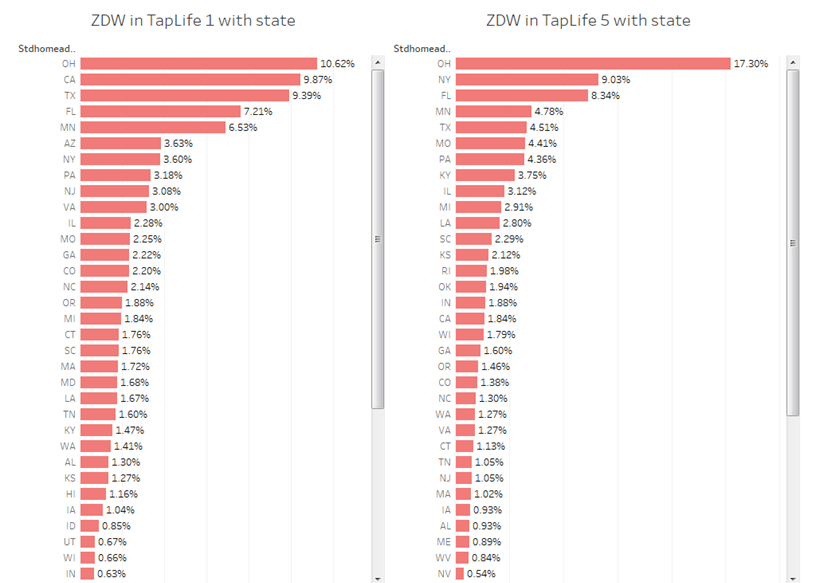 ZDW in TapLife 1 with state
Stdhomead..
OH 10.62%
CA 9.87%
TX 9.39%
FL 7.21%
MN 6.53%
AZ 3.63%
NY 3.60%
PA 3.18%
NJ 3.08%
VA 3.00%
IL 2.28%
MO 2.25%
GA 2.22%
CO 2.20%
NC 2.14%
OR 1.88%
MI 1.84%
CT 1.76%
SC 1.76%
MA 1.72%
MD 1.68%
LA 1.67%
TN 1.60%
KY 1.47%
WA 1.41%
AL 1.30%
KS 1.27%
HI 1.16%
IA 1.04%
ID 0.85%
UT 0.67%
WI 0.66%
IN 0.63%
ZDW in TapLife 5 with state
Stdhomead..
OH 17.30%
NY 9.03%
FL 8.34%
MN 4.78%
TX 4.51%
MO 4.41%
PA 4.36%
KY 3.75%
IL 3.12%
MI 2.91%
LA 2.80%
SC 2.29%
KS 2.12%
RI 1.98%
OK 1.94%
IN 1.88%
CA 1.84%
WI 1.79%
GA 1.60%
OR 1.46%
CO 1.38%
NC 1.30%
WA 1.27%
VA 1.27%
CT 1.13%
TN 1.05%
NJ 1.05%
MA 1.02%
IA 0.93%
AL 0.93%
ME 0.89%
WV 0.84%
NV 0.54%